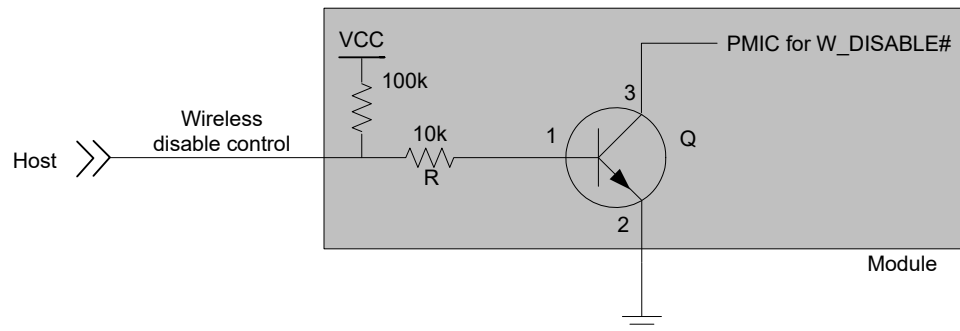 VCC
PMIC for W_DISABLE#
100k
3
Wireless
disable control
10k
1
Q
Host
R
2
Module